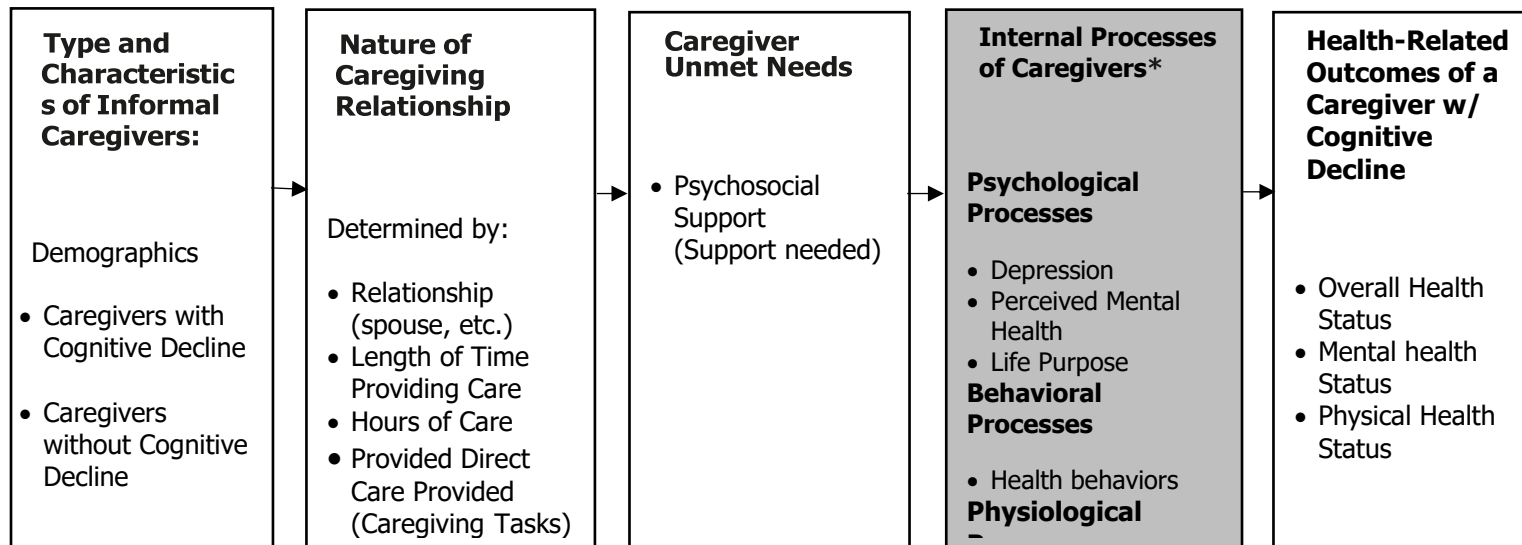 Type and
Characteristic
s of Informal
Caregivers:
Demographics
• Caregivers with
Cognitive Decline
• Caregivers
without Cognitive
Decline
Nature of
Caregiving
Relationship
Determined by:
• Relationship
(spouse, etc.)
• Length of Time
Providing Care
• Hours of Care
• Provided Direct
Care Provided
(Caregiving Tasks)
Caregiver
Unmet Needs
• Psychosocial
Support
(Support needed)
Internal Processes
of Caregivers*
Psychological
Processes
• Depression
• Perceived Mental
Health
• Life Purpose
Behavioral
Processes
• Health behaviors
Physiological
Health-Related
Outcomes of a
Caregiver w/
Cognitive
Decline
• Overall Health
Status
• Mental health
Status
• Physical Health
Status